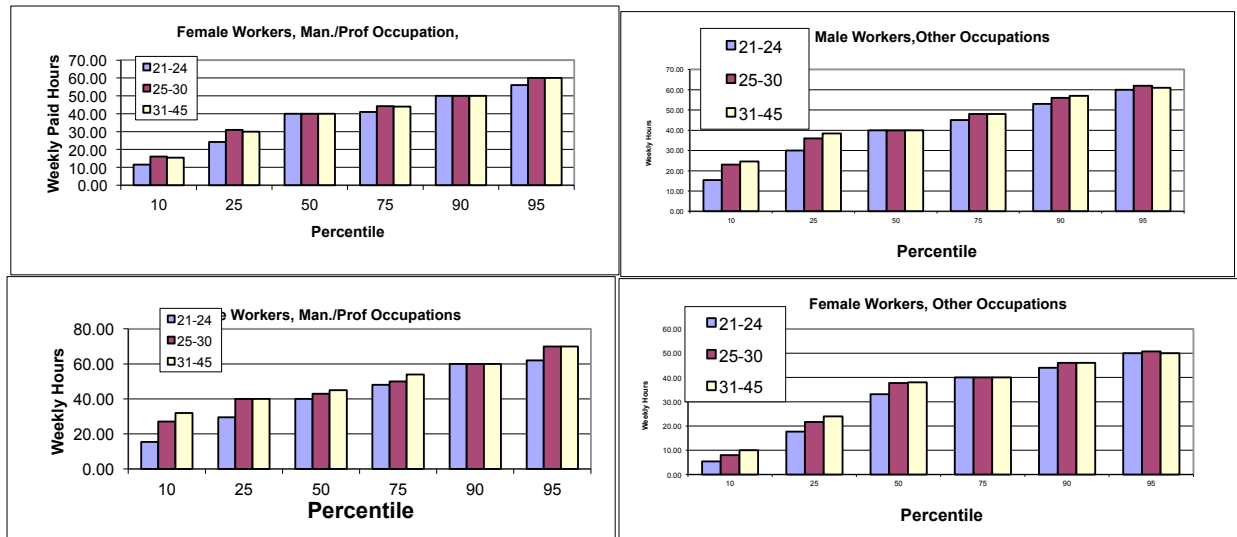 Female Workers, Man./Prof Occupation,
Weekly Paid Hours
70.00
60.00
50.00
40.00
30.00
20.00
10.00
0.00
21-24
25-30
31-45
10 25 50 75 90 95
Percentile
Male Workers,Other Occupations
Weekly Hours
70.00
60.00
50.00
40.00
30.00
20.00
10.00
0.00
21-24
25-30
31-45
10 25 50 75 90 95
Percentile
e Workers, Man./Prof Occupations
Weekly Hours
80.00
60.00
40.00
20.00
0.00
21-24
25-30
31-45
10 25 50 75 90 95
Percentile
Female Workers, Other Occupations
Weekly Hours
60.00
50.00
40.00
30.00
20.00
10.00
0.00
21-24
25-30
31-45
10 25 50 75 90 95
Percentile